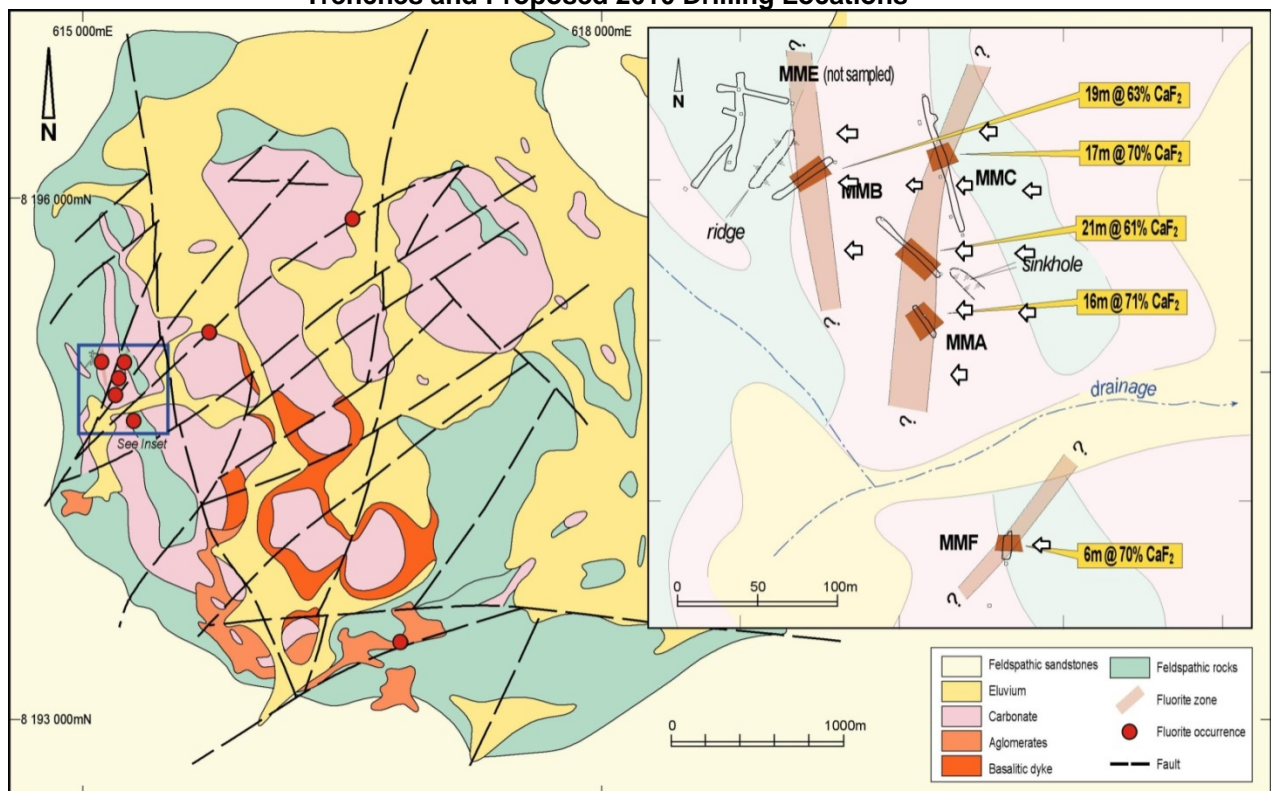 Trenches and Proposed 2010 Drilling Locations
615 000mE
618 000mE
N
8 196 000mN
See Inset
8 193 000mN
0
1000m
N
?
?
MME (not sampled)
19m @ 63% CaF₂
17m @ 70% CaF₂
MMC
MMB
ridge
21m @ 61% CaF₂
sinkhole
16m @ 71% CaF₂
?
MMA
?
drainage
?
MMF
6m @ 70% CaF₂
?
0
50
100m
Feldspathic sandstones
Eluvium
Carbonate
Aglomerates
Basalitic dyke
Feldspathic rocks
Fluorite zone
Fluorite occurrence
Fault